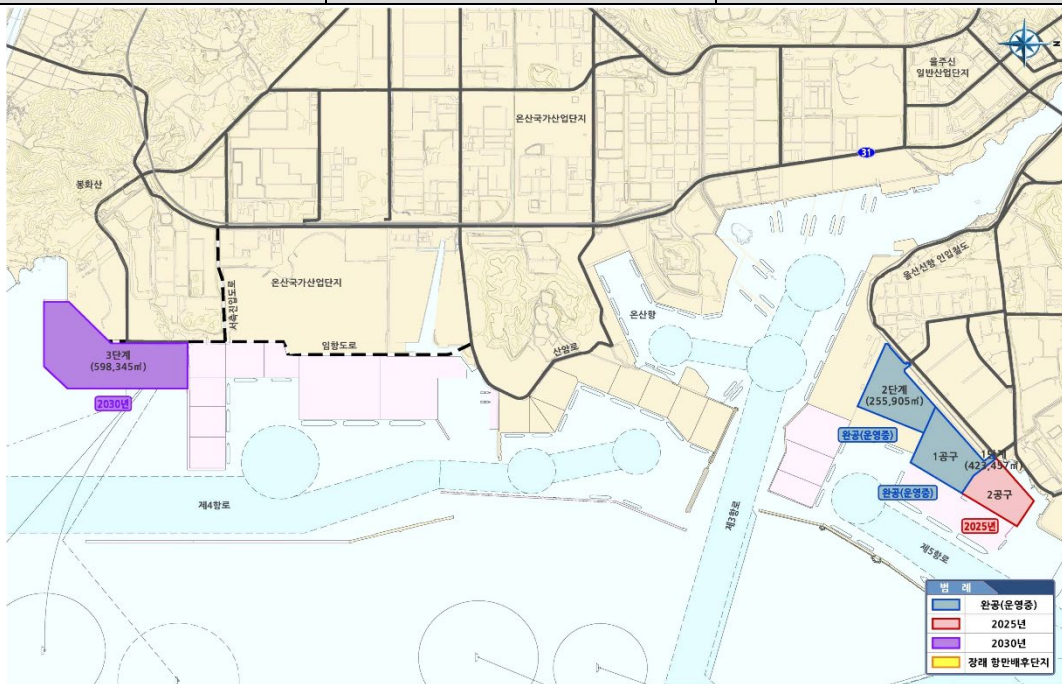 울주신
일반산업단지
온산국가산업단지
31
봉화산
울산신항 인입철도
온산국가산업단지
서측진입도로
온산항
임항도로
산암로
3단계
(598,345㎡)
2030년
2단계
(255,905㎡)
완공(운영중)
1단계
(423,457㎡)
1공구
완공(운영중)
2공구
2025년
제4항로
제3항로
제5항로
범 례
완공(운영중)
2025년
2030년
장래 항만배후단지